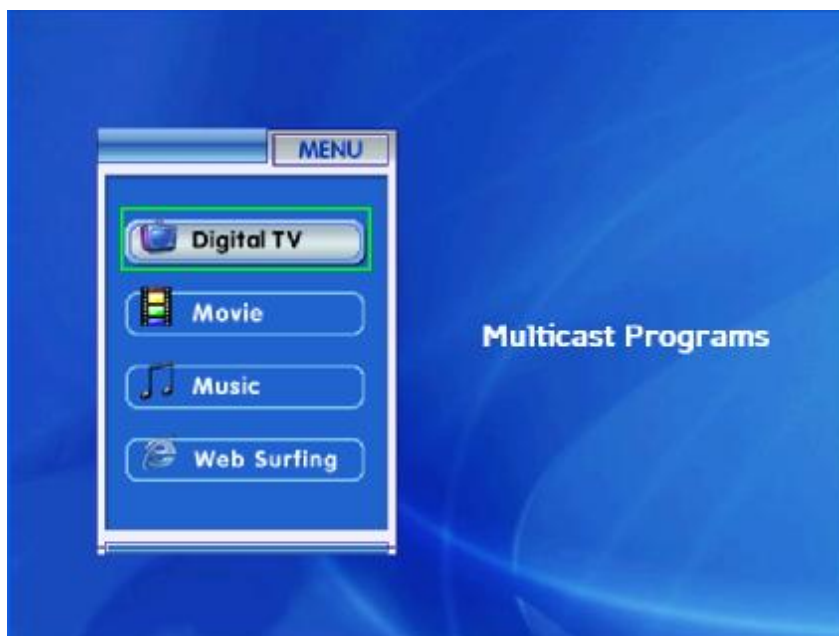 MENU
Digital TV
Movie
Music
Web Surfing
Multicast Programs